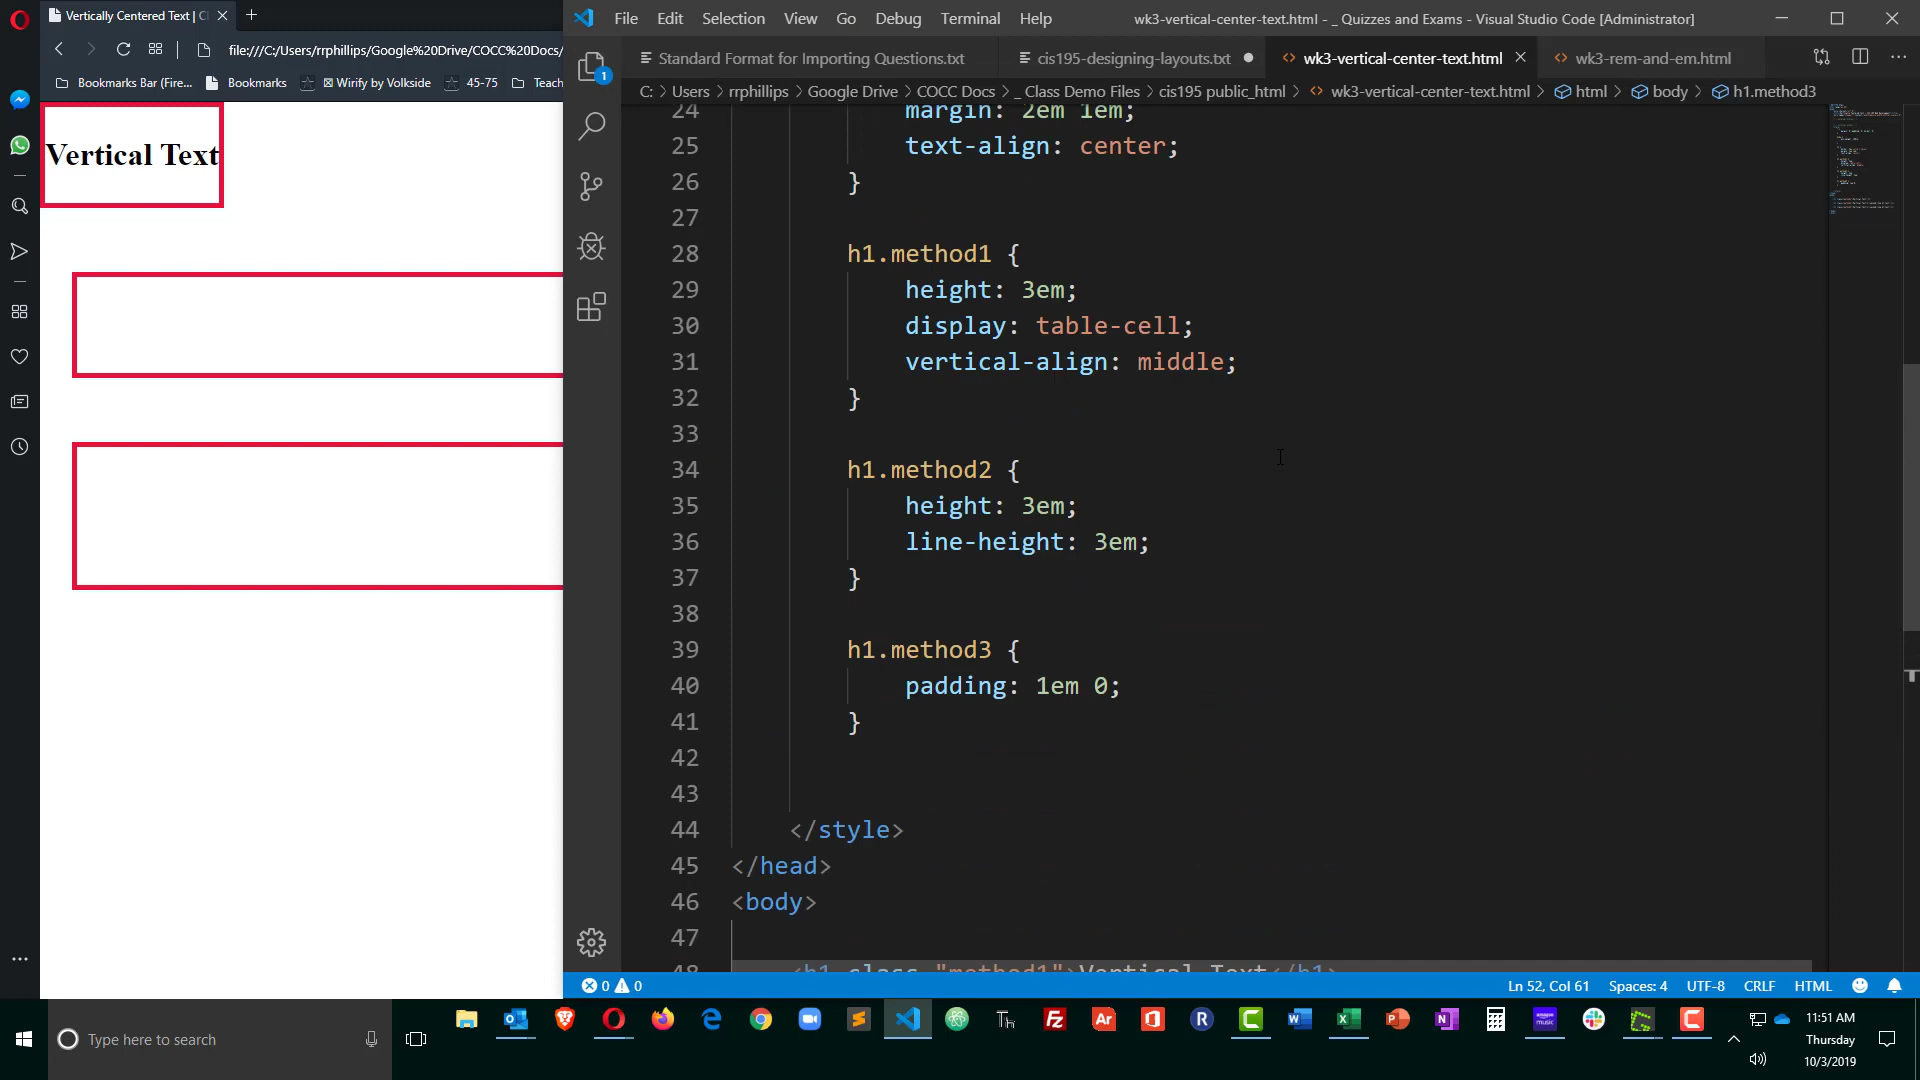 Vertically Centered Text | C
file:///C:/Users/rrphillips/Google%20Drive/COCC%20Docs/
Bookmarks Bar (Fire... Bookmarks Wirify by Volkside 45-75 Teach
Vertical Text
File Edit Selection View Go Debug Terminal Help
wk3-vertical-center-text.html - _ Quizzes and Exams - Visual Studio Code [Administrator]
Standard Format for Importing Questions.txt cis195-designing-layouts.txt wk3-vertical-center-text.html wk3-rem-and-em.html
C: > Users > rrphillips > Google Drive > COCC Docs > _ Class Demo Files > cis195 public_html > wk3-vertical-center-text.html > html > body > h1.method3
1
24 margin: 2em 1em;
25 text-align: center;
26 }
27
28 h1.method1 {
29 height: 3em;
30 display: table-cell;
31 vertical-align: middle;
32 }
33
34 h1.method2 {
35 height: 3em;
36 line-height: 3em;
37 }
38
39 h1.method3 {
40 padding: 1em 0;
41 }
42
43
44 </style>
45 </head>
46 <body>
47
48 <h1 class="method1">Vertical Text</h1>
0 0
Ln 52, Col 61 Spaces: 4 UTF-8 CRLF HTML
Type here to search
11:51 AM
Thursday
10/3/2019